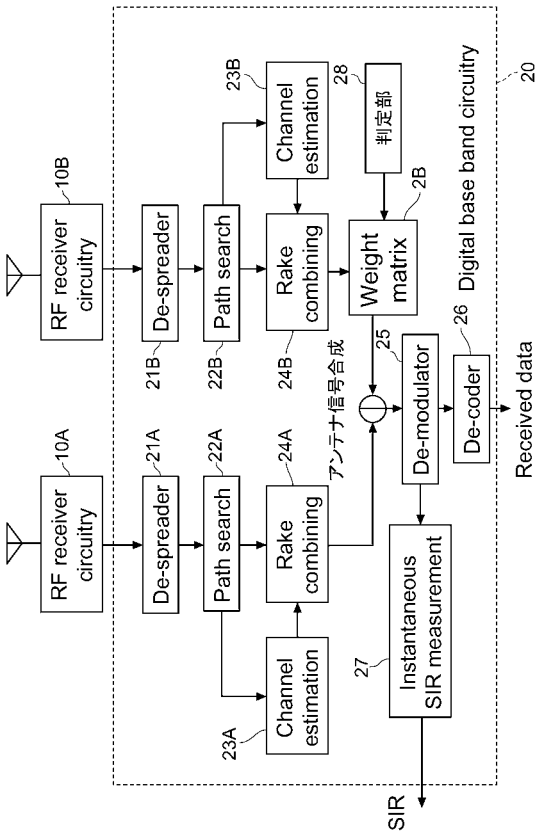 10A
RF receiver
circuitry
10B
RF receiver
circuitry
21A
De-spreader
21B
De-spreader
22A
Path search
22B
Path search
23A
Channel
estimation
24A
Rake
combining
24B
Rake
combining
23B
Channel
estimation
アンテナ信号合成
2B
Weight
matrix
28
判定部
27
Instantaneous
SIR measurement
25
De-modulator
26
De-coder
Digital base band circuitry
20
SIR
Received data